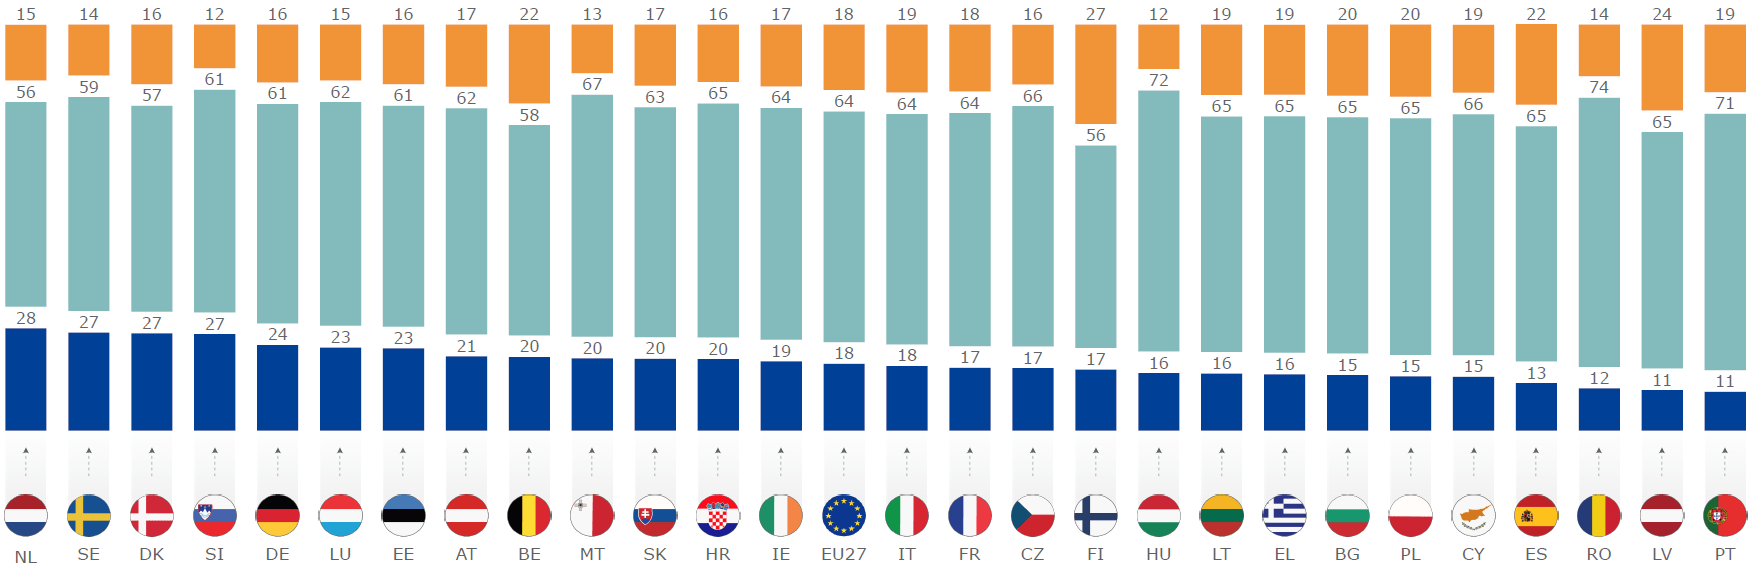 15 14 16 12 16 15 16 17 22 13 17 16 17 18 19 18 16 27 12 19 19 20 20 19 22 14 24 19
56 59 57 61 61 62 61 62 58 67 63 65 64 64 64 64 66 56 72 65 65 65 65 66 65 74 65 71
28 27 27 27 24 23 23 21 20 20 20 20 19 18 18 17 17 17 16 16 16 15 15 15 13 12 11 11
NL SE DK SI DE LU EE AT BE MT SK HR IE EU27 IT FR CZ FI HU LT EL BG PL CY ES RO LV PT